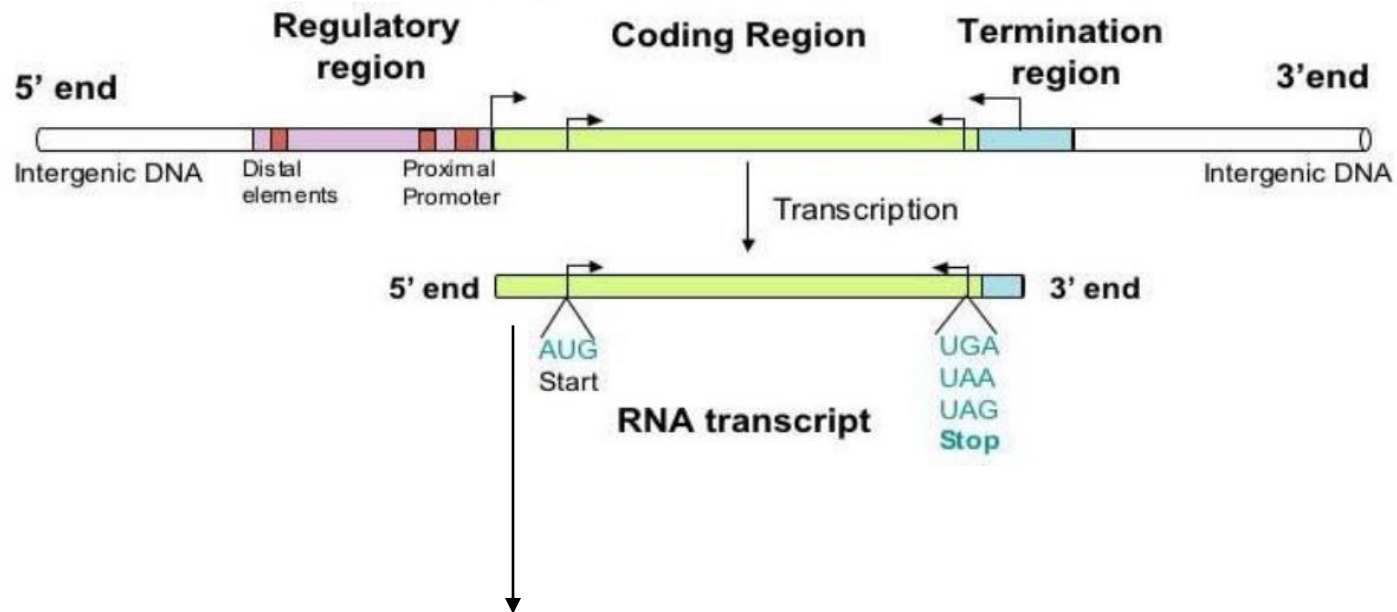 Regulatory
region
Coding Region
Termination
region
5' end
3'end
Intergenic DNA
Distal
elements
Proximal
Promoter
Intergenic DNA
Transcription
5' end
3' end
AUG
Start
UGA
UAA
UAG
Stop
RNA transcript